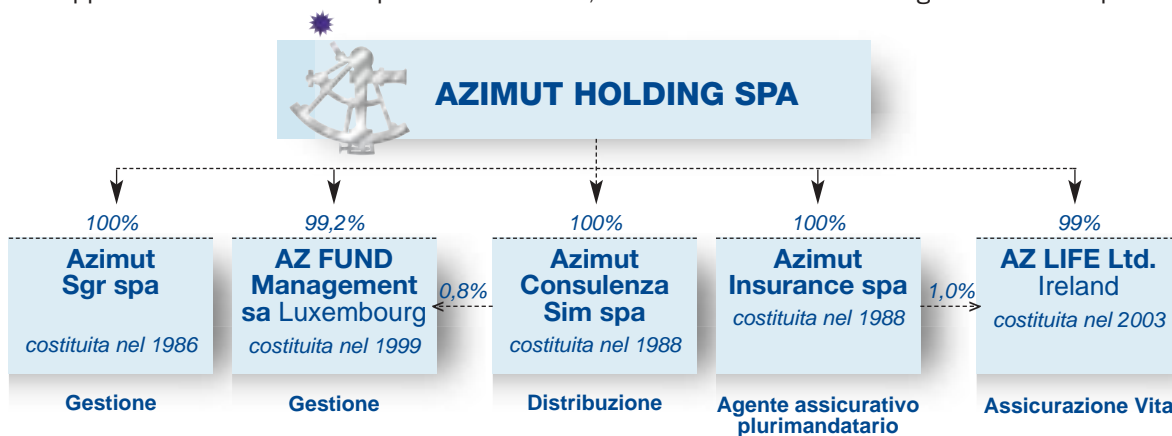 AZIMUT HOLDING SPA
100%
99,2%
100%
100%
99%
Azimut
Sgr spa
costituita nel 1986
AZ FUND
Management
sa Luxembourg
costituita nel 1999
0,8%
Azimut
Consulenza
Sim spa
costituita nel 1988
Azimut
Insurance spa
costituita nel 1988
1,0%
AZ LIFE Ltd.
Ireland
costituita nel 2003
Gestione
Gestione
Distribuzione
Agente assicurativo
plurimandatario
Assicurazione Vita